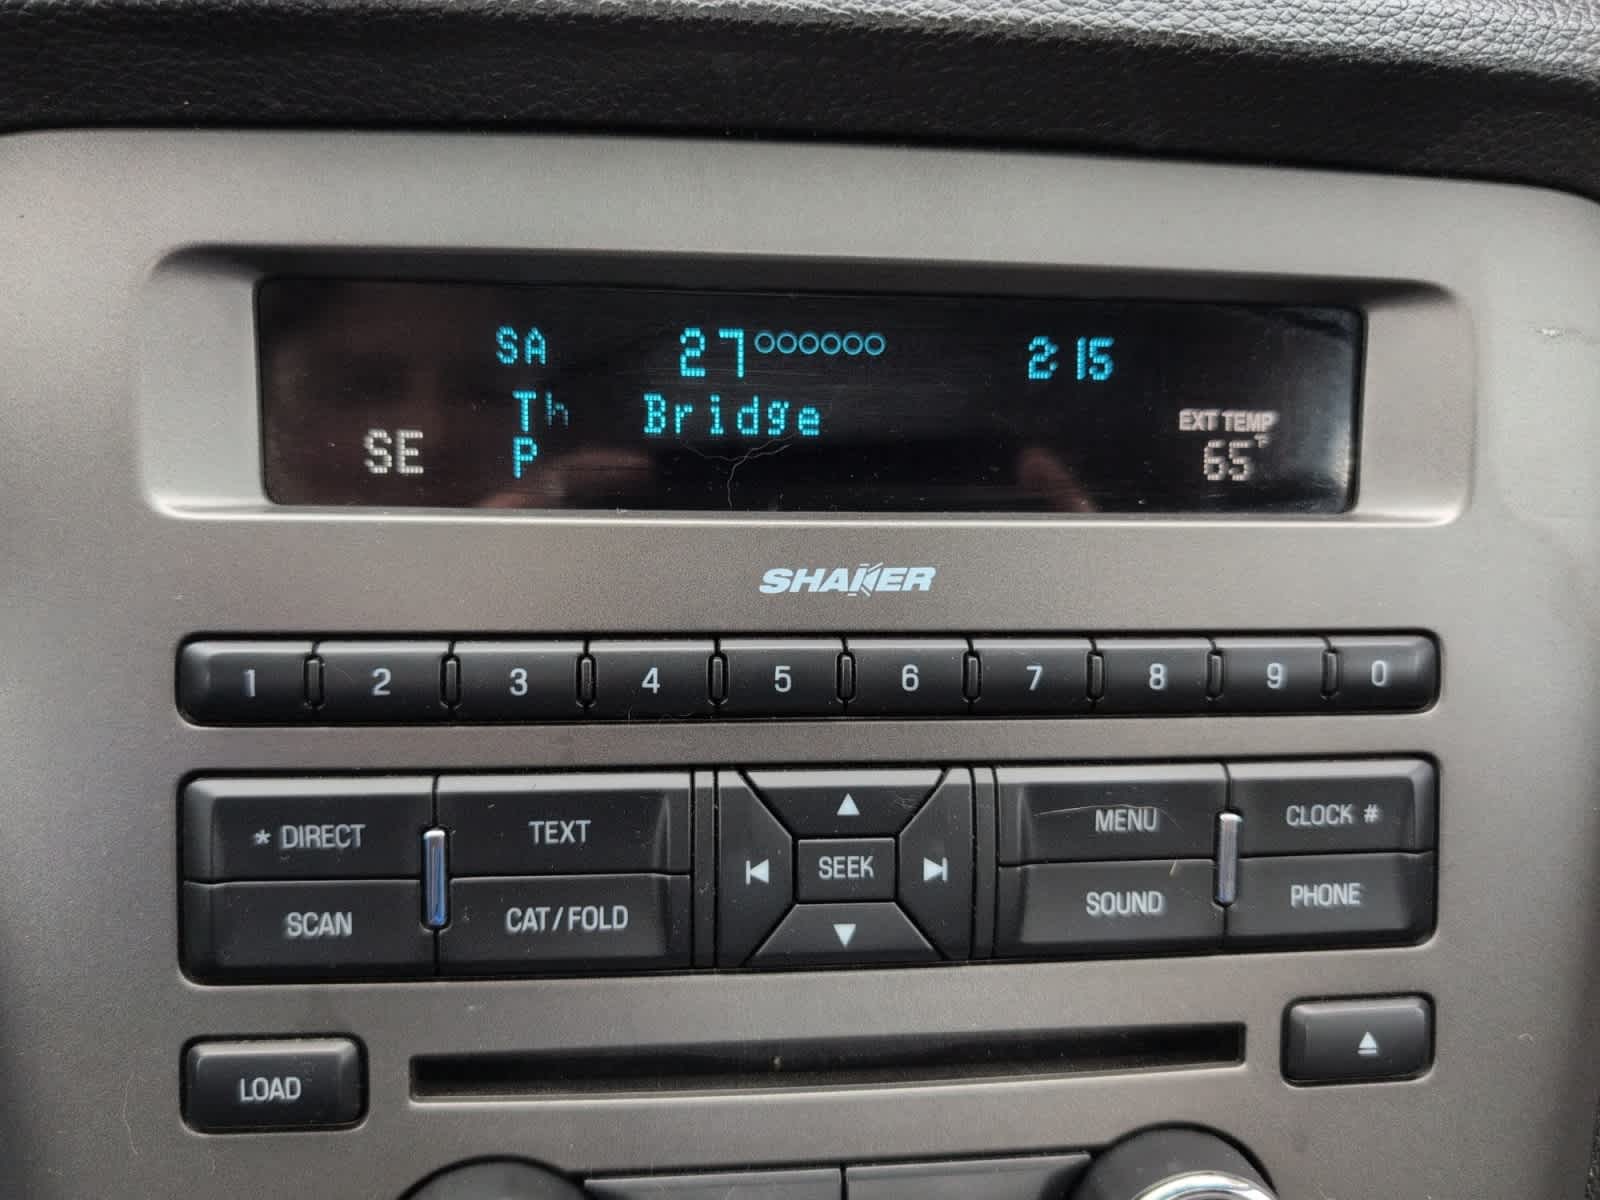 SA 27 2:15
Th Bridge
EXT TEMP
SE P 65°F
SHAKER
1 2 3 4 5 6 7 8 9 0
* DIRECT TEXT MENU CLOCK #
SEEK
SCAN CAT/FOLD SOUND PHONE
LOAD